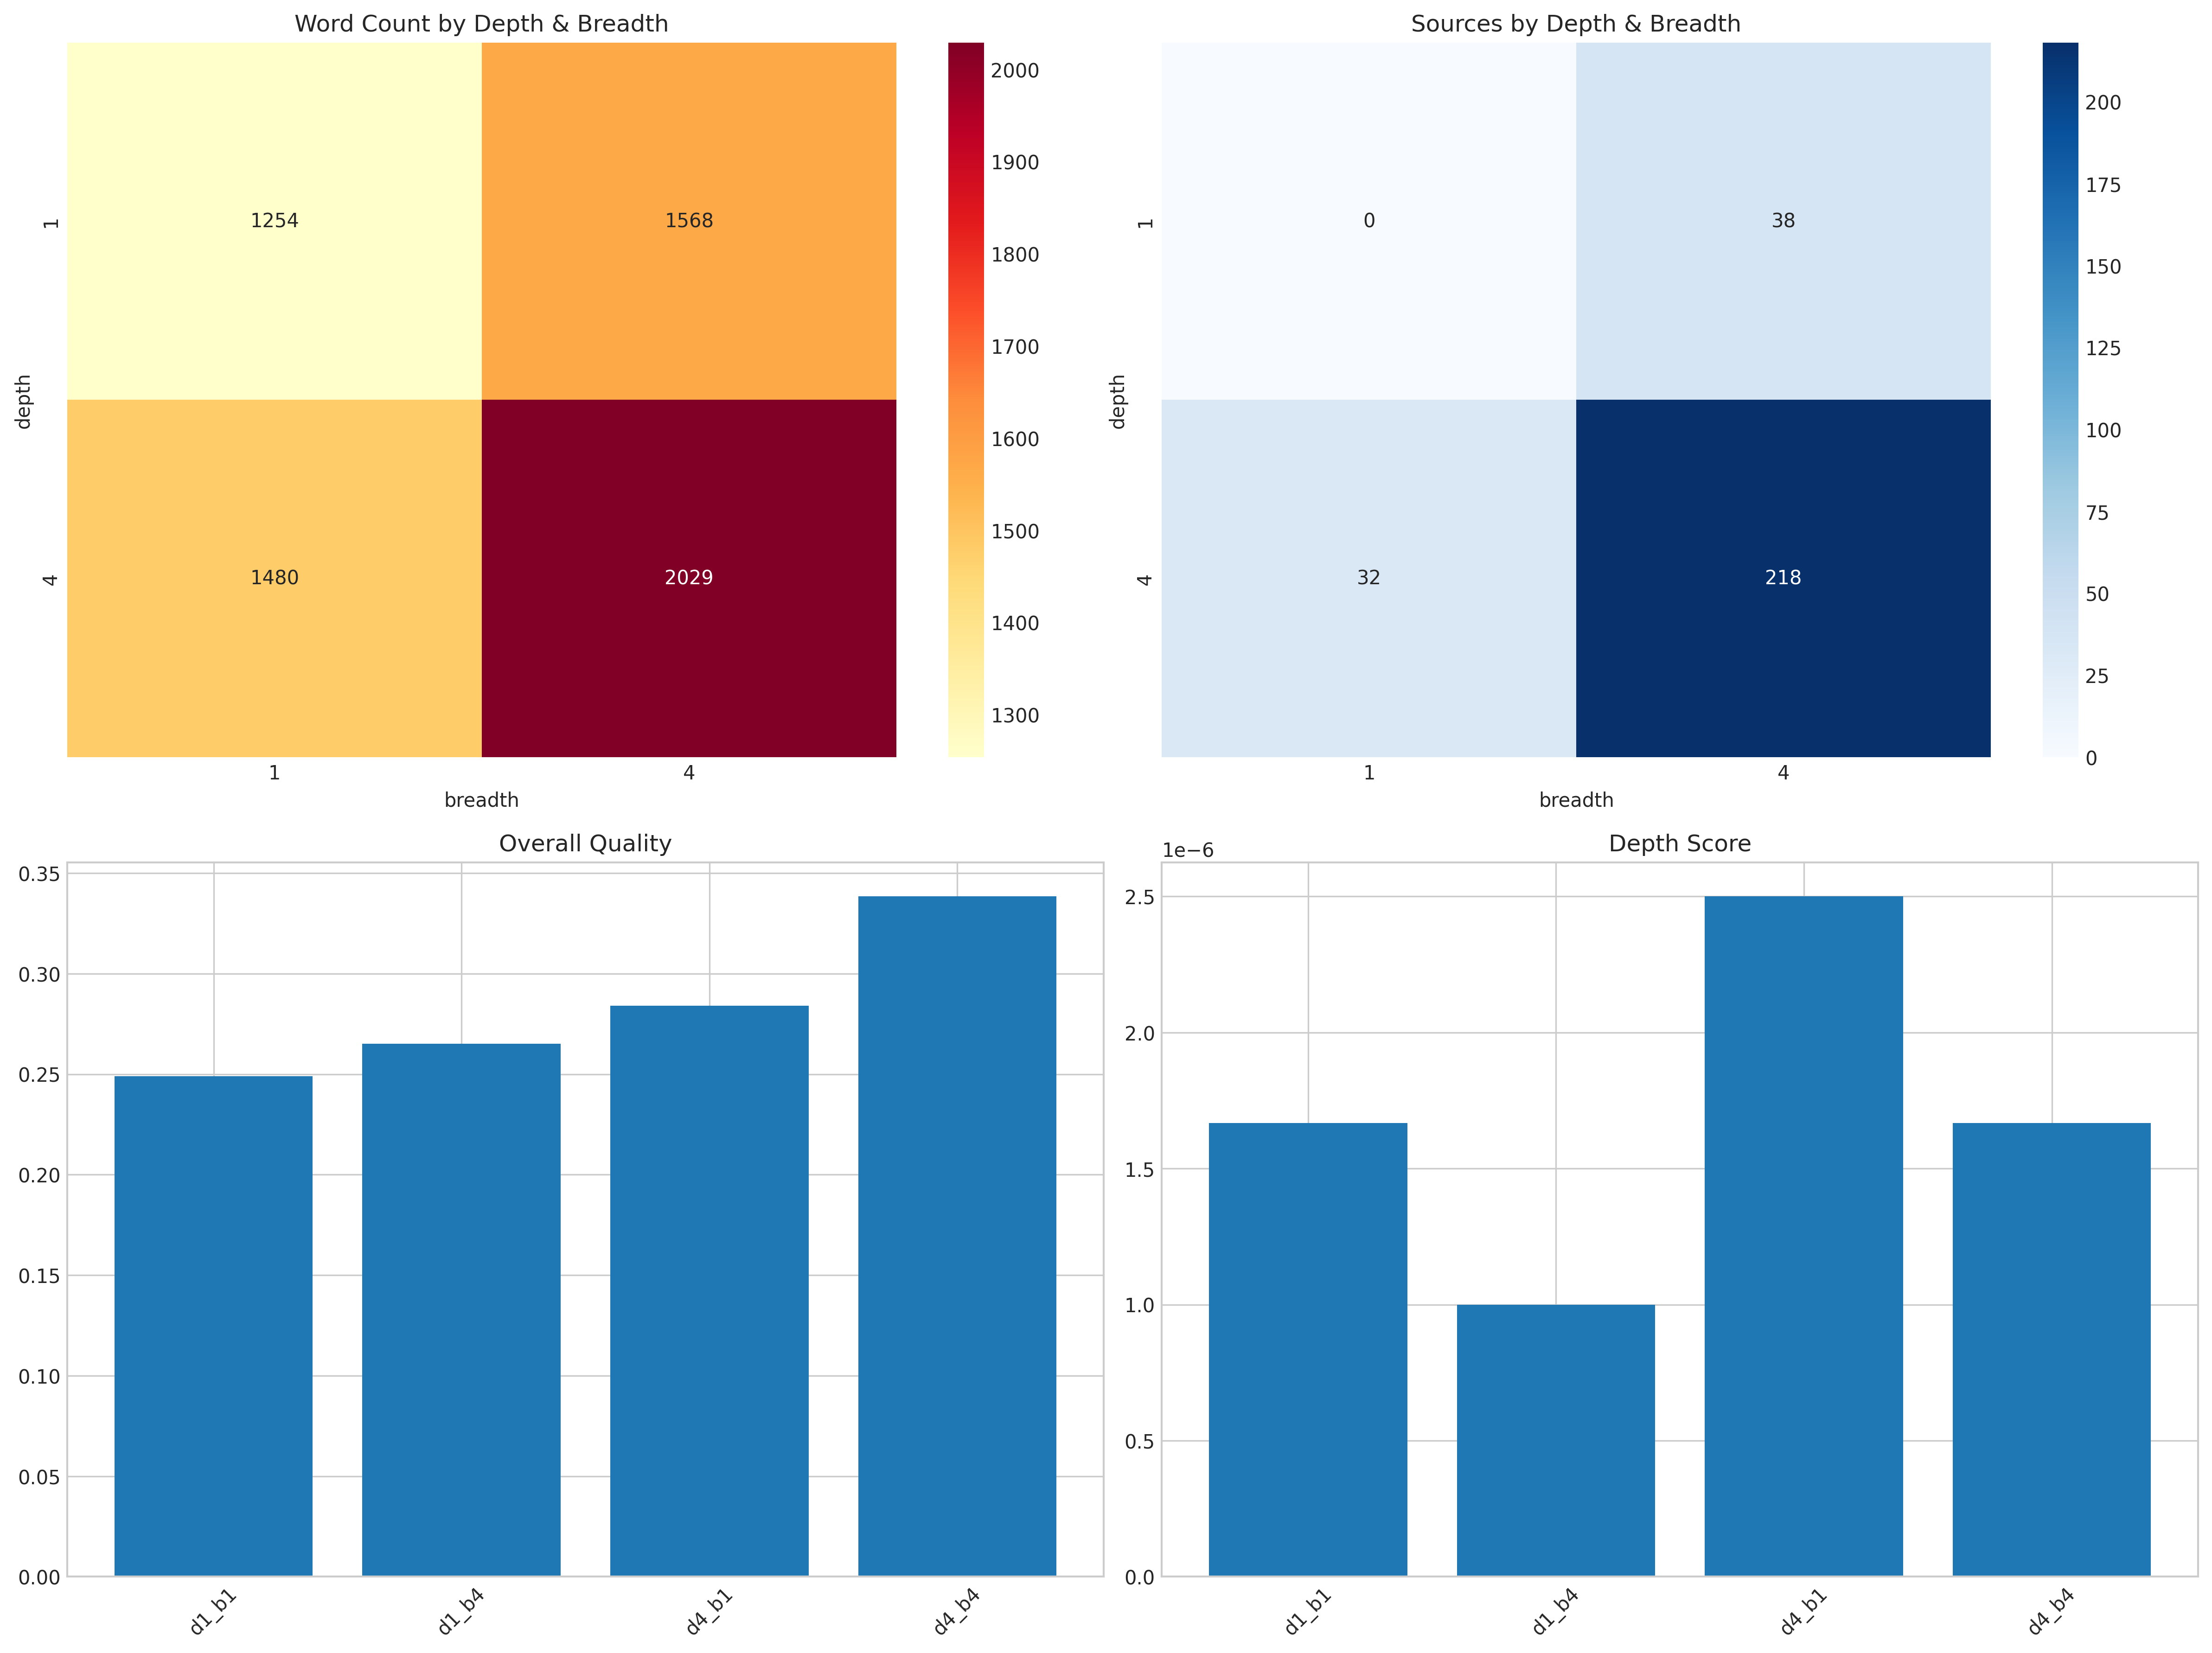 Word Count by Depth & Breadth
1254
1568
1480
2029
1
4
depth
1
4
breadth
2000
1900
1800
1700
1600
1500
1400
1300
Sources by Depth & Breadth
0
38
32
218
1
4
depth
1
4
breadth
200
175
150
125
100
75
50
25
0
Overall Quality
0.35
0.30
0.25
0.20
0.15
0.10
0.05
0.00
d1_b1
d1_b4
d4_b1
d4_b4
Depth Score
1e−6
2.5
2.0
1.5
1.0
0.5
0.0
d1_b1
d1_b4
d4_b1
d4_b4